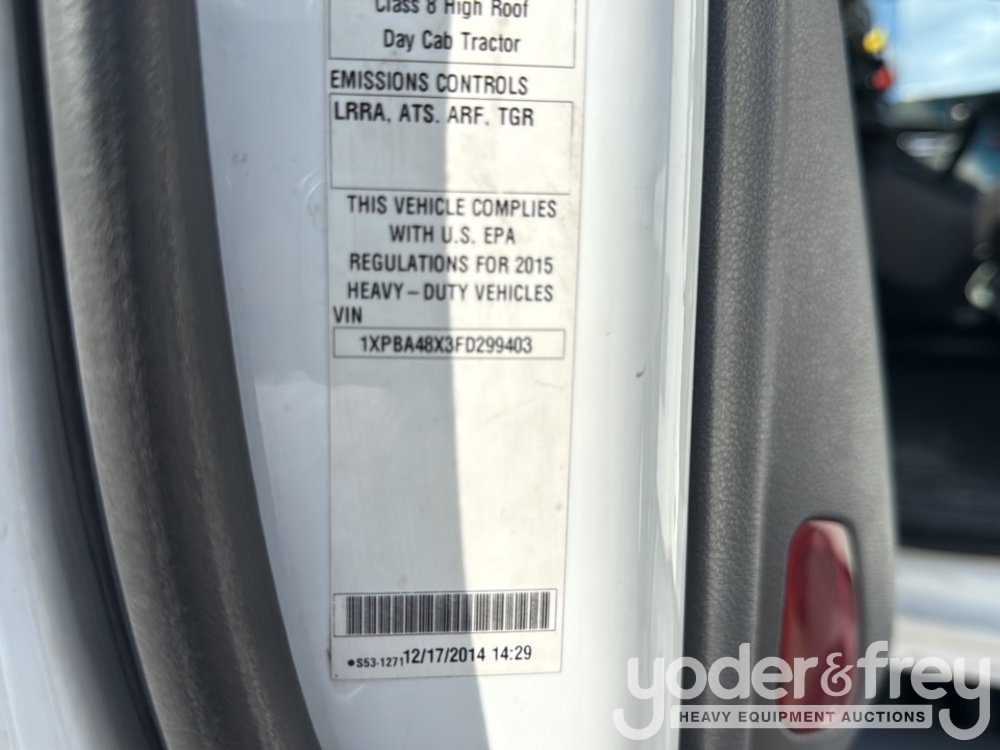 Class 8 High Roof
Day Cab Tractor
EMISSIONS CONTROLS
LRRA, ATS. ARF. TGR
THIS VEHICLE COMPLIES
WITH U.S. EPA
REGULATIONS FOR 2015
HEAVY-DUTY VEHICLES
VIN
1XPBA48X3FD299403
●S53-1271 12/17/2014 14:29
yoder&frey
HEAVY EQUIPMENT AUCTIONS